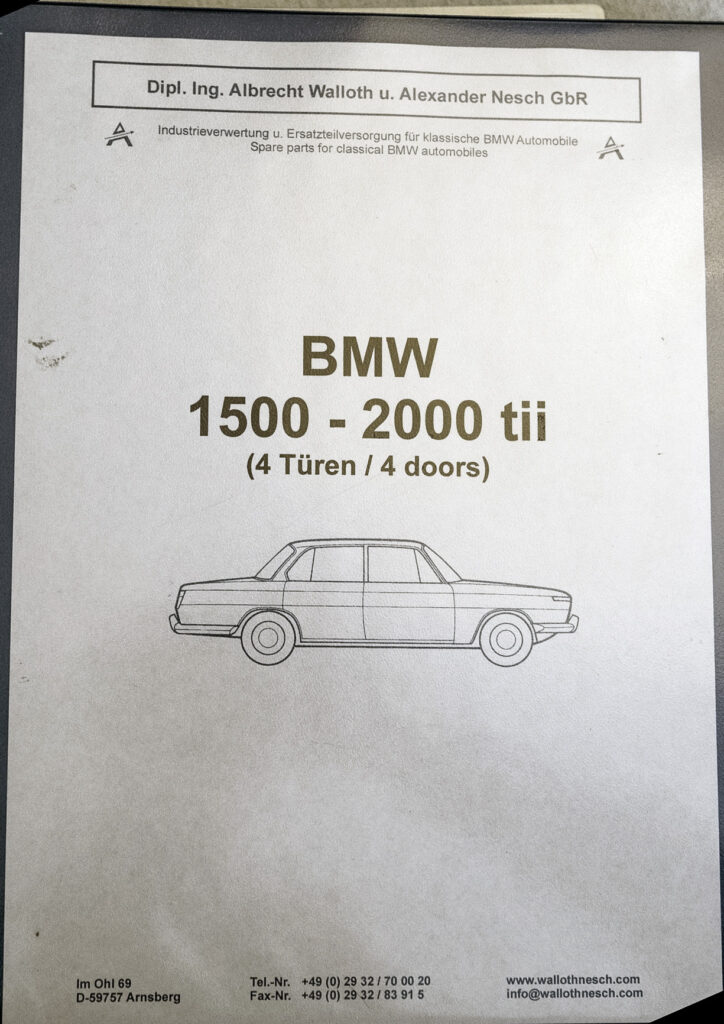 Dipl. Ing. Albrecht Walloth u. Alexander Nesch GbR
Industrieverwertung u. Ersatzteilversorgung für klassische BMW Automobile
Spare parts for classical BMW automobiles
BMW
1500 - 2000 tii
(4 Türen / 4 doors)
Im Ohl 69
D-59757 Arnsberg
Tel.-Nr. +49 (0) 29 32 / 70 00 20
Fax-Nr. +49 (0) 29 32 / 83 91 5
www.wallothnesch.com
info@wallothnesch.com